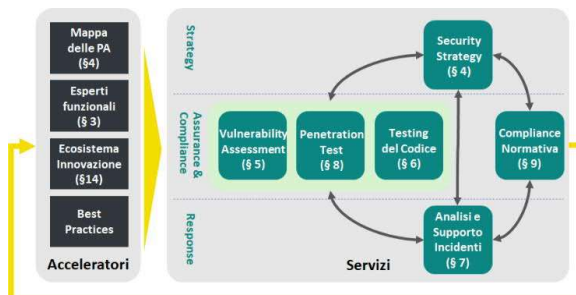 Mappa
delle PA
(§4)
Esperti
funzionali
(§ 3)
Ecosistema
Innovazione
(§14)
Best
Practices
Acceleratori
Strategy
Security
Strategy
(§ 4)
Assurance &
Compliance
Vulnerability
Assessment
(§ 5)
Penetration
Test
(§ 8)
Testing
del Codice
(§ 6)
Compliance
Normativa
(§ 9)
Response
Analisi e
Supporto
Incidenti
(§ 7)
Servizi